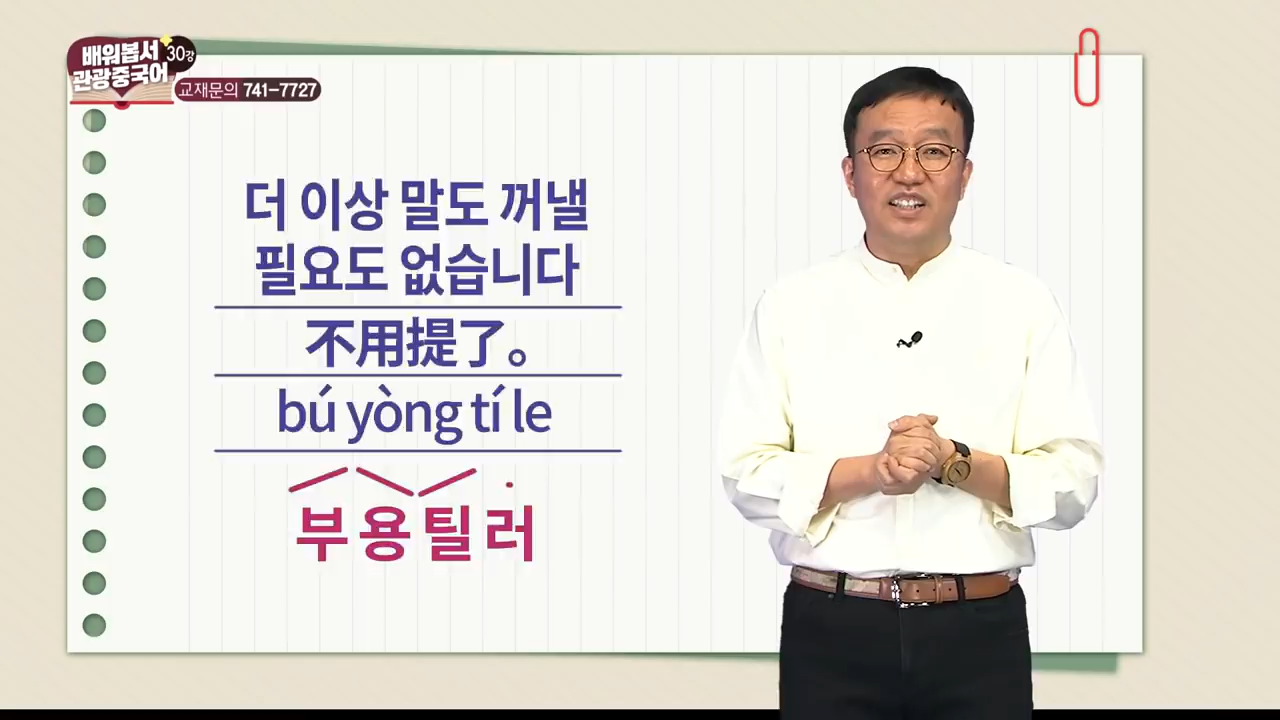 배워봅서 30강
관광중국어
교재문의 741-7727
더 이상 말도 꺼낼
필요도 없습니다
不用提了。
bú yòng tí le
부용틸러